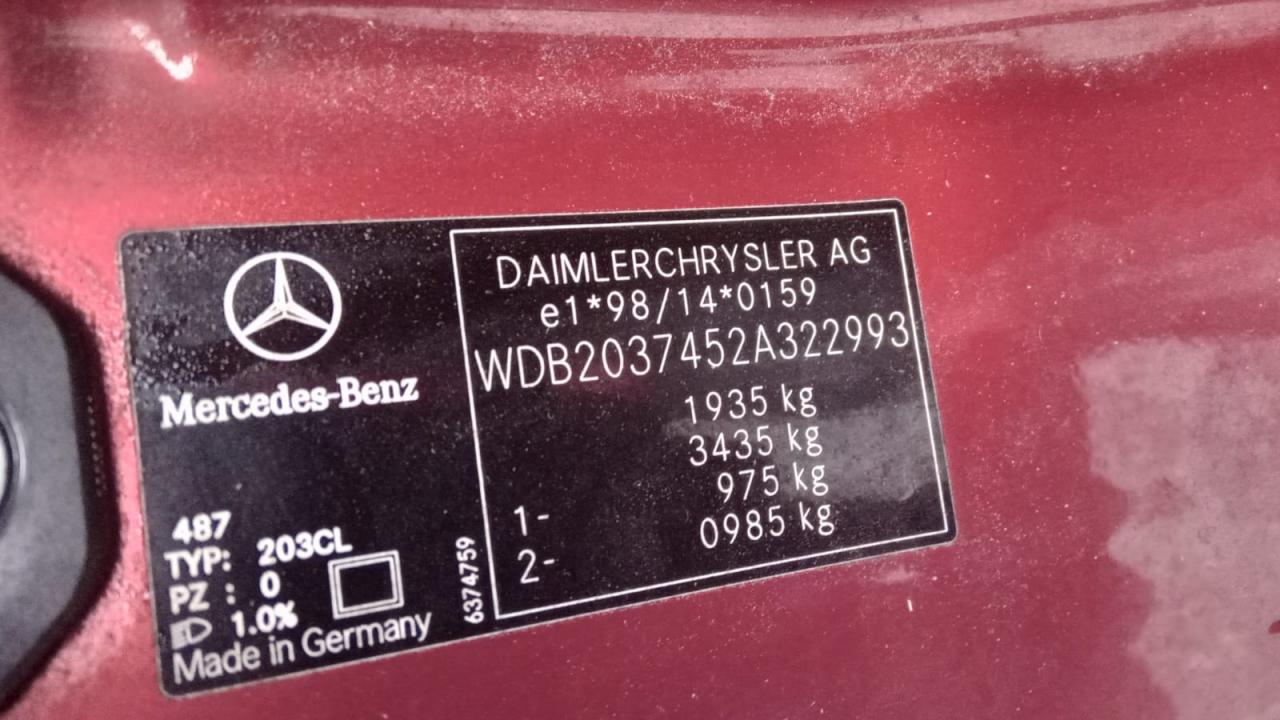 Mercedes-Benz
487
TYP: 203CL
PZ : 0
1.0%
Made in Germany
6374759
DAIMLERCHRYSLER AG
e1*98/14*0159
WDB2037452A322993
1935 kg
3435 kg
1- 975 kg
2- 0985 kg